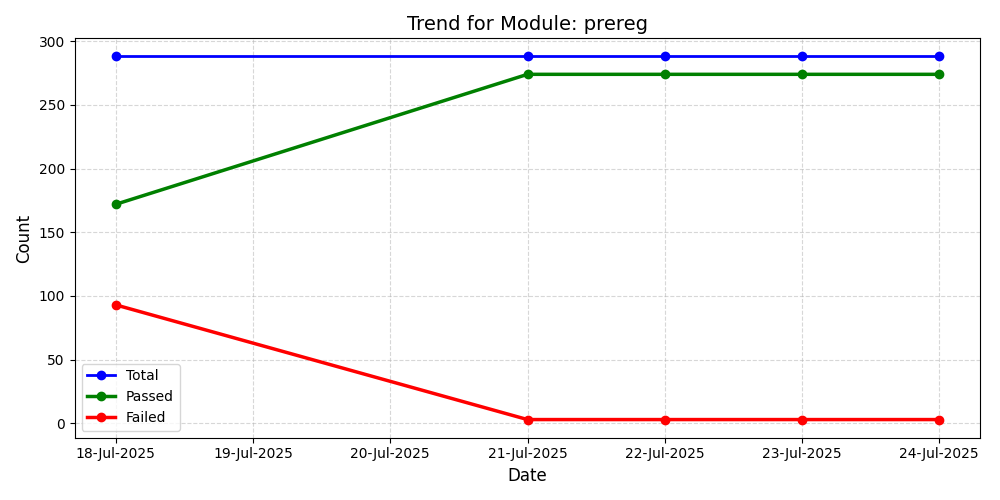 Trend for Module: prereg
300
250
200
150
100
50
0
Count
Total
Passed
Failed
18-Jul-2025 19-Jul-2025 20-Jul-2025 21-Jul-2025 22-Jul-2025 23-Jul-2025 24-Jul-2025
Date